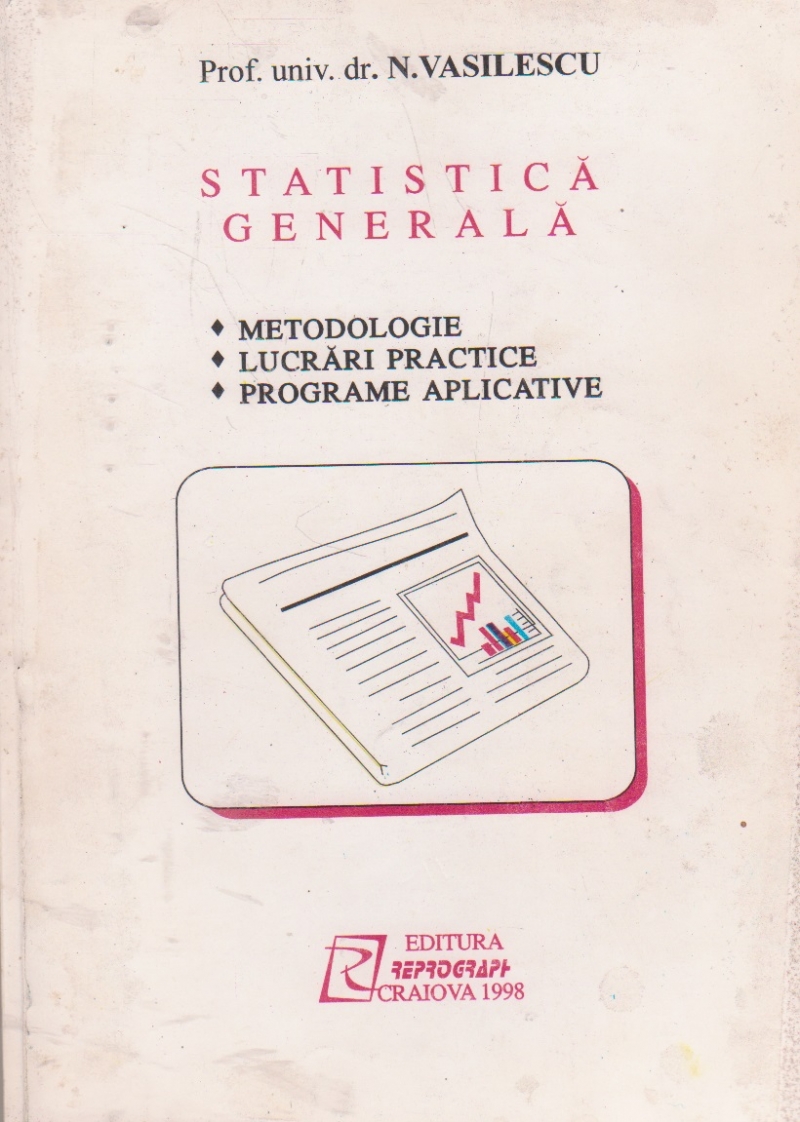 Prof. univ. dr. N.VASILESCU
STATISTICĂ
GENERALĂ
♦ METODOLOGIE
♦ LUCRĂRI PRACTICE
♦ PROGRAME APLICATIVE
EDITURA
REPROGRAPH
CRAIOVA 1998